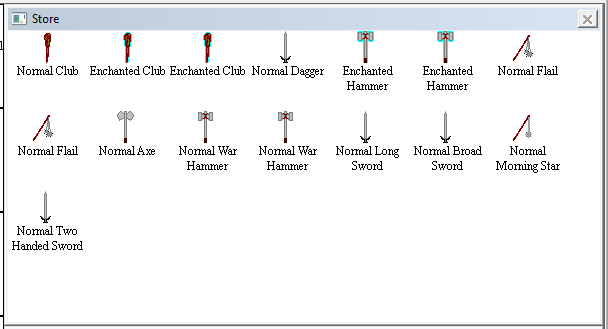 Store
Normal Club Enchanted Club Enchanted Club Normal Dagger Enchanted Hammer Enchanted Hammer Normal Flail
Normal Flail Normal Axe Normal War Hammer Normal War Hammer Normal Long Sword Normal Broad Sword Normal Morning Star
Normal Two Handed Sword